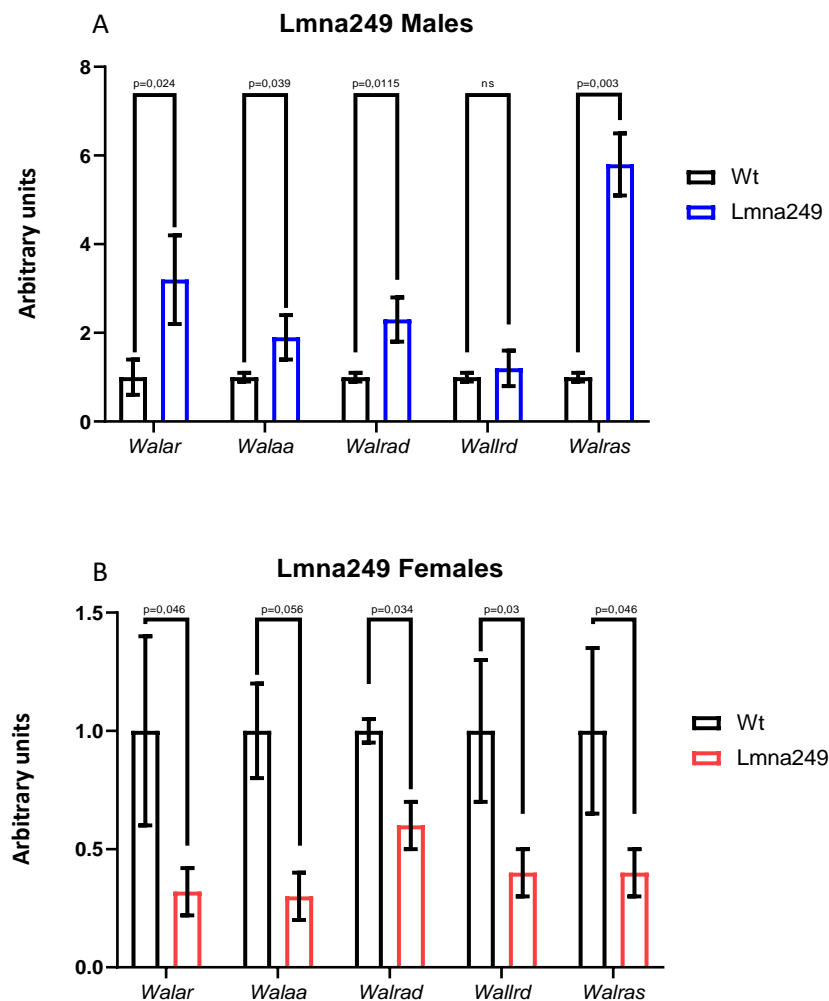 A
Lmna249 Males
Arbitrary units
8
6
4
2
0
p=0,024
p=0,039
p=0,0115
ns
p=0,003
Walar
Walaa
Walrad
Wallrd
Walras
Wt
Lmna249
B
Lmna249 Females
Arbitrary units
1.5
1.0
0.5
0.0
p=0,046
p=0,056
p=0,034
p=0,03
p=0,046
Walar
Walaa
Walrad
Wallrd
Walras
Wt
Lmna249